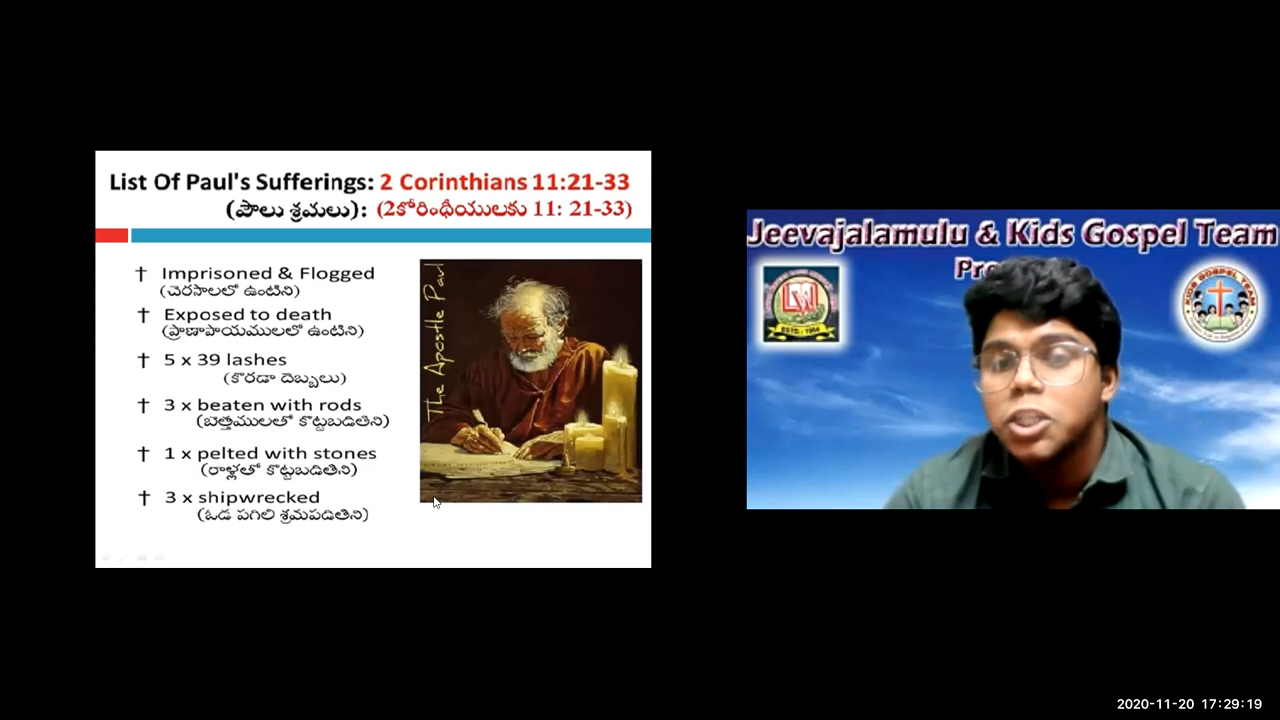 List Of Paul's Sufferings: 2 Corinthians 11:21-33
(పౌలు శ్రమలు): (2కోరింథీయులకు 11: 21-33)
† Imprisoned & Flogged
(చెరసాలలో ఉంటిని)
† Exposed to death
(ప్రాణాపాయములలో ఉంటిని)
† 5 x 39 lashes
(కొరడా దెబ్బలు)
† 3 x beaten with rods
(బెత్తములతో కొట్టబడితిని)
† 1 x pelted with stones
(రాళ్లతో కొట్టబడితిని)
† 3 x shipwrecked
(ఓడ పగిలి శ్రమపడితిని)
The Apostle Paul
Jeevajalamulu & Kids Gospel Team
KIDS GOSPEL TEAM
2020-11-20 17:29:19